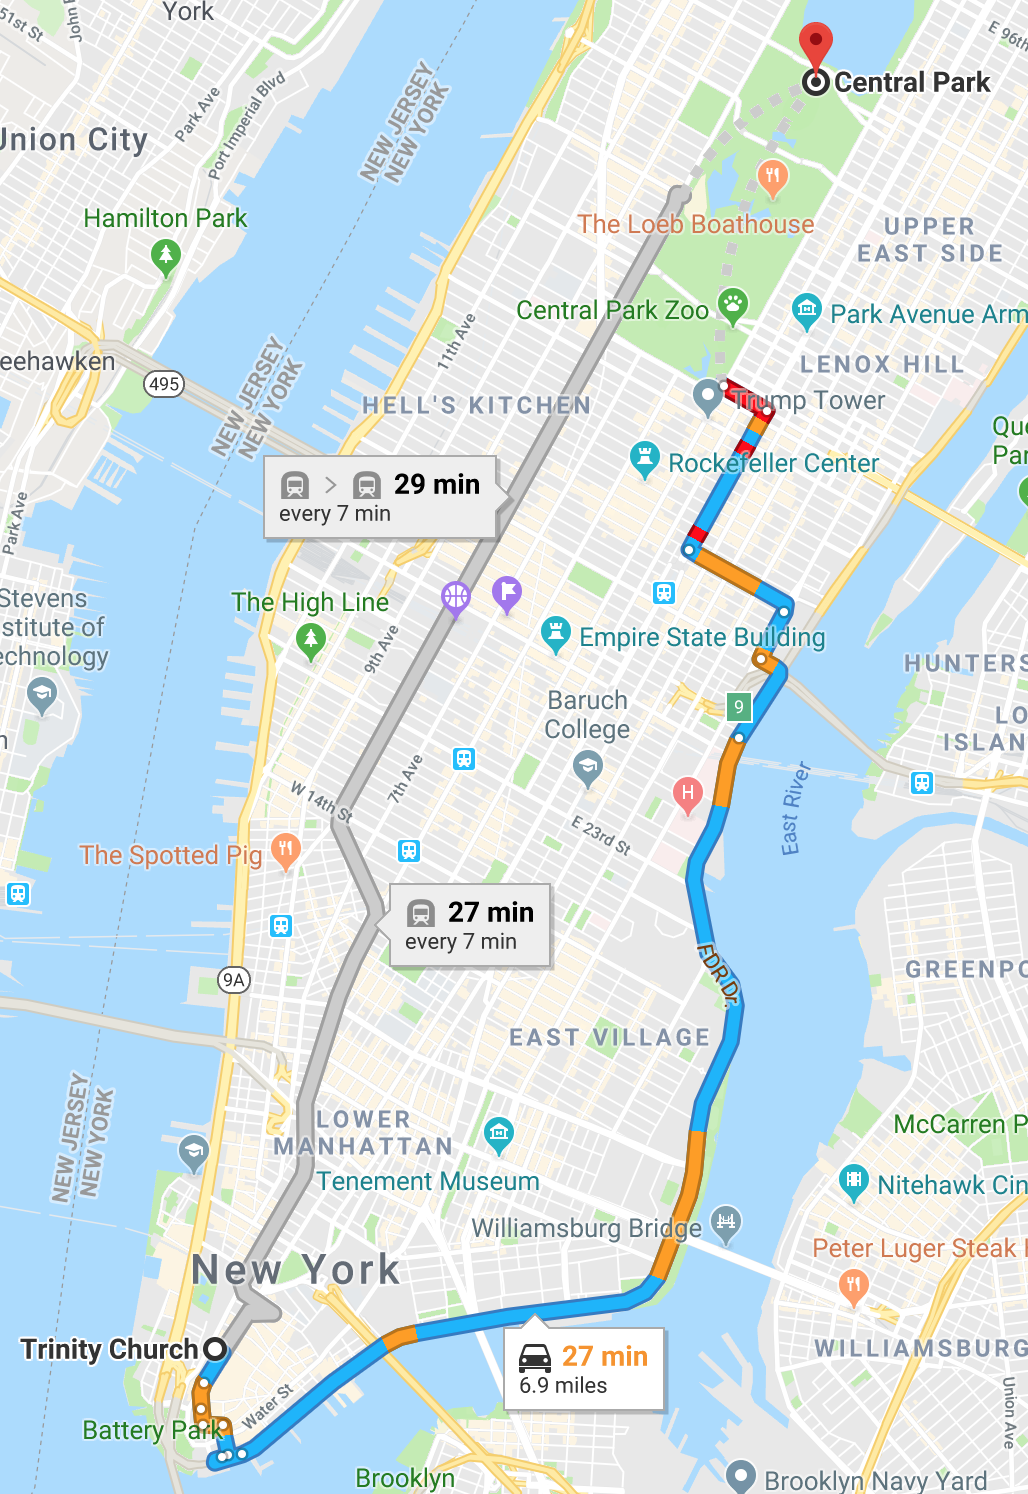 York
51st St
John F
E 96th
Central Park
NEW JERSEY
NEW YORK
Park Ave
Port Imperial Blvd
Union City
Hamilton Park
The Loeb Boathouse
UPPER
EAST SIDE
Central Park Zoo
Park Avenue Arm
11th Ave
eehawken
495
LENOX HILL
NEW JERSEY
NEW YORK
HELL'S KITCHEN
Trump Tower
Que
Par
Rockefeller Center
29 min
every 7 min
Park Ave
Stevens
stitute of
echnology
The High Line
9th Ave
Empire State Building
HUNTERS
Baruch
College
9
LO
ISLAN
n
W 14th St
7th Ave
H
East River
E 23rd St
The Spotted Pig
27 min
every 7 min
9A
FDR Dr.
GREENPO
EAST VILLAGE
NEW JERSEY
NEW YORK
LOWER
MANHATTAN
McCarren P
Tenement Museum
Nitehawk Cin
Williamsburg Bridge
Peter Luger Steak H
New York
Trinity Church
27 min
6.9 miles
WILLIAMSBURG
Water St
Union Ave
Battery Park
Brooklyn
Brooklyn Navy Yard